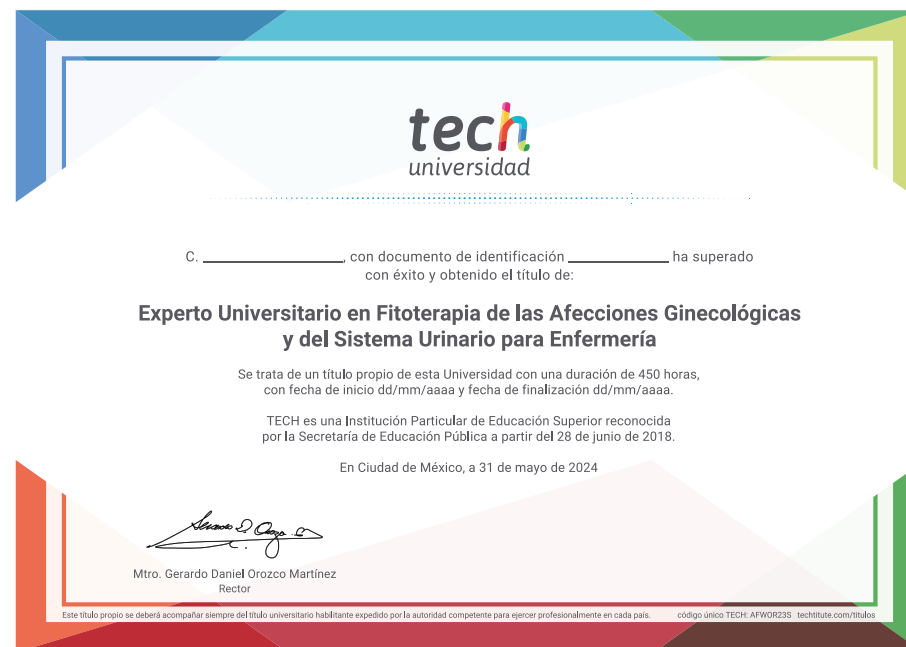 tech
universidad
C. ____________, con documento de identificación ____________ ha superado
con éxito y obtenido el título de:
Experto Universitario en Fitoterapia de las Afecciones Ginecológicas
y del Sistema Urinario para Enfermería
Se trata de un título propio de esta Universidad con una duración de 450 horas,
con fecha de inicio dd/mm/aaaa y fecha de finalización dd/mm/aaaa.
TECH es una Institución Particular de Educación Superior reconocida
por la Secretaría de Educación Pública a partir del 28 de junio de 2018.
En Ciudad de México, a 31 de mayo de 2024
Mtro. Gerardo Daniel Orozco Martínez
Rector
Este título propio se deberá acompañar siempre del título universitario habilitante expedido por la autoridad competente para ejercer profesionalmente en cada país. código único TECH: AFWOR23S techtitute.com/titulos